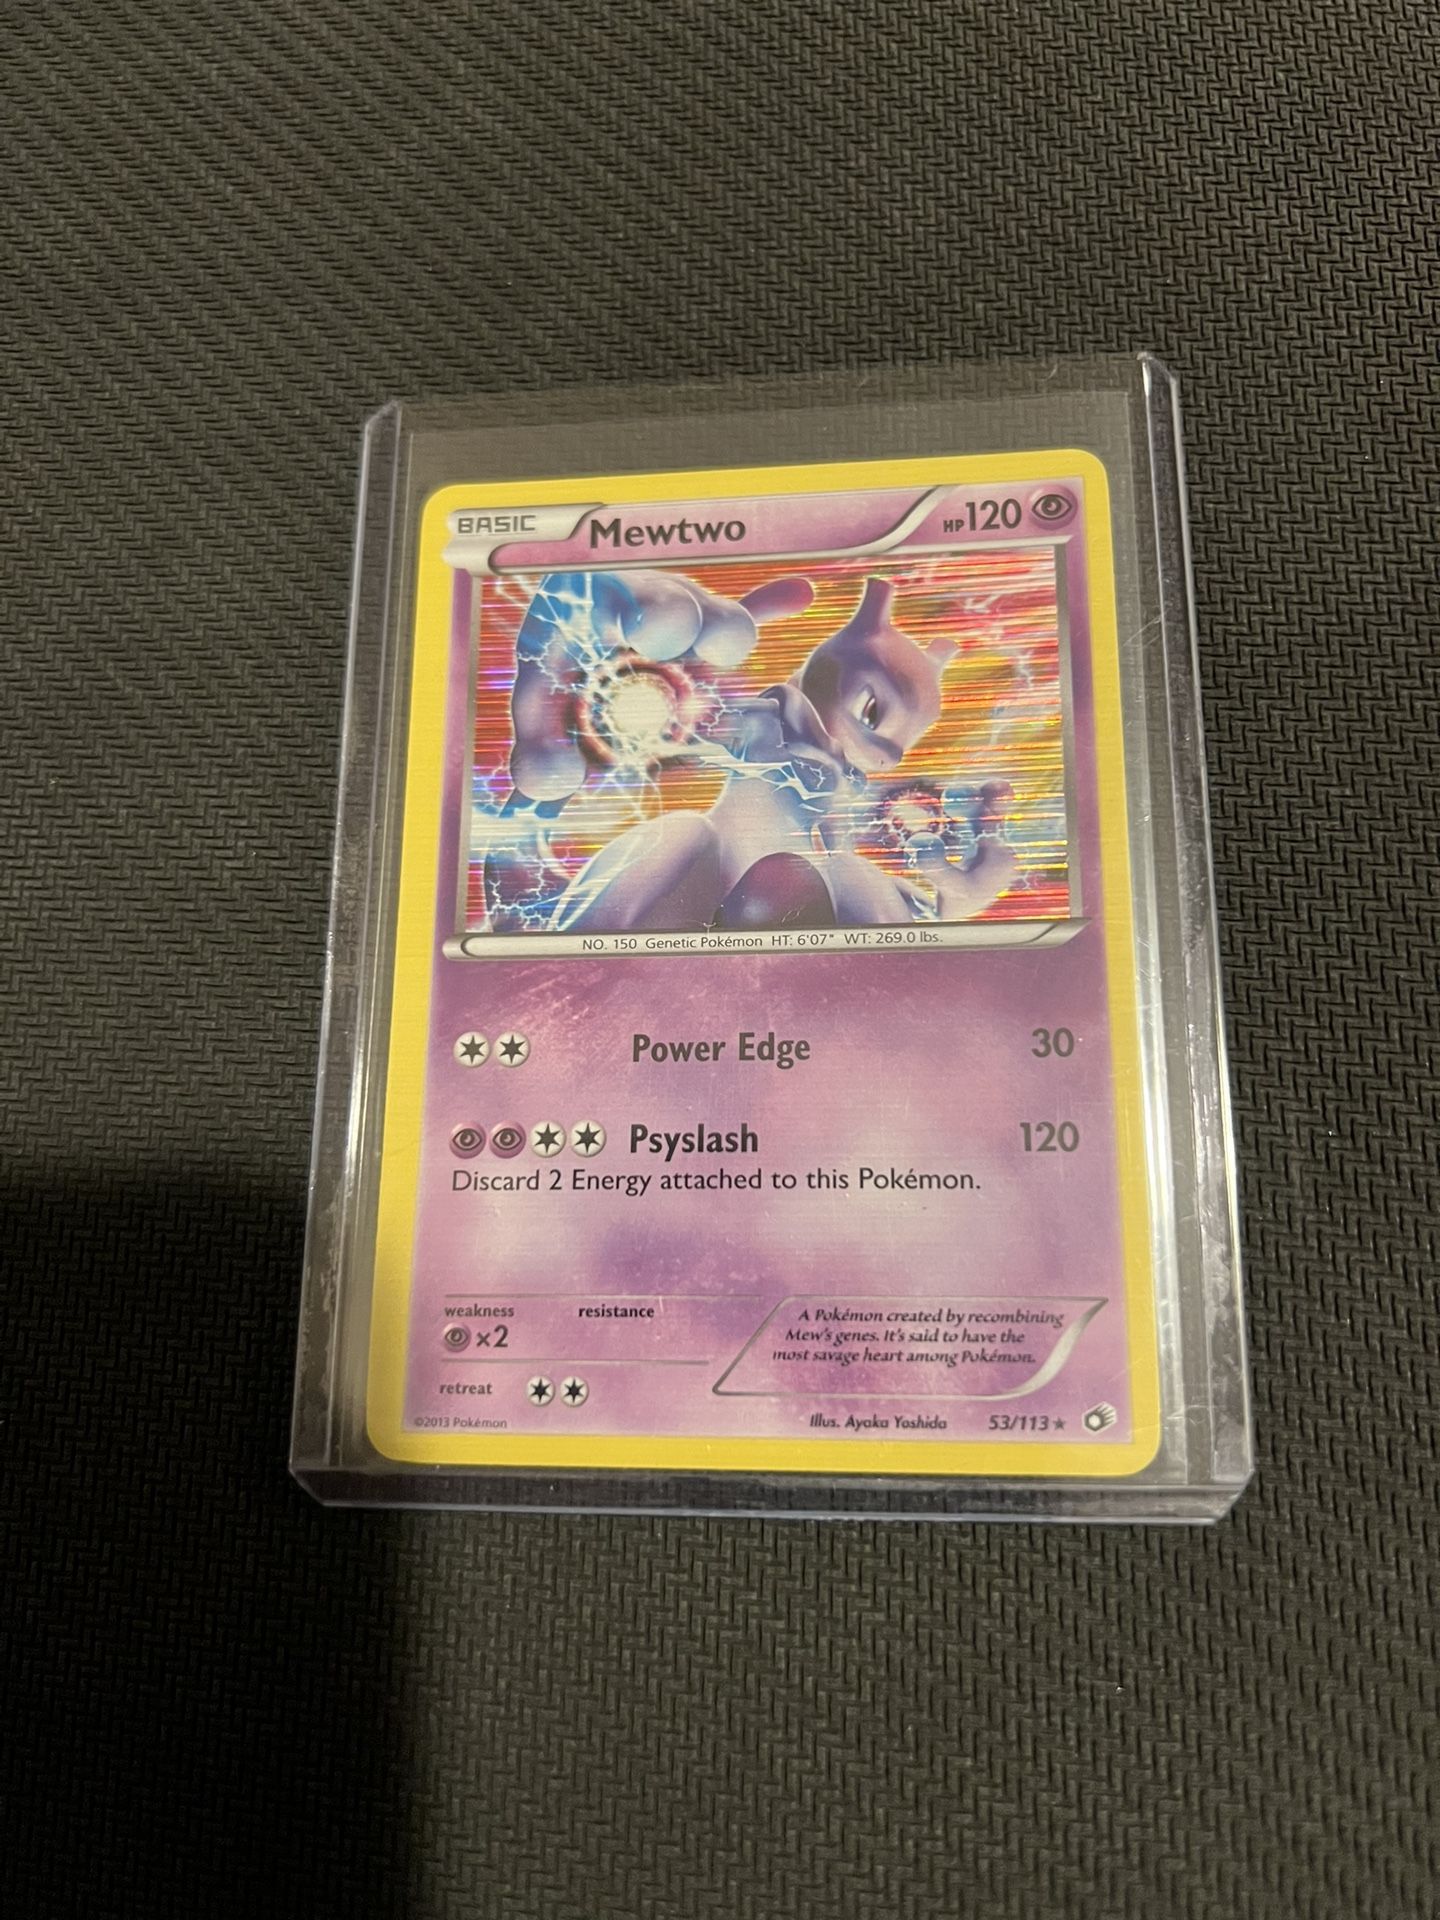 BASIC Mewtwo HP120
NO. 150 Genetic Pokémon HT: 6'07" WT: 269.0 lbs.
Power Edge 30
Psyslash 120
Discard 2 Energy attached to this Pokémon.
weakness resistance
×2
retreat
A Pokémon created by recombining
Mew's genes. It's said to have the
most savage heart among Pokémon.
©2013 Pokémon Illus. Ayaka Yoshida 53/113 ★